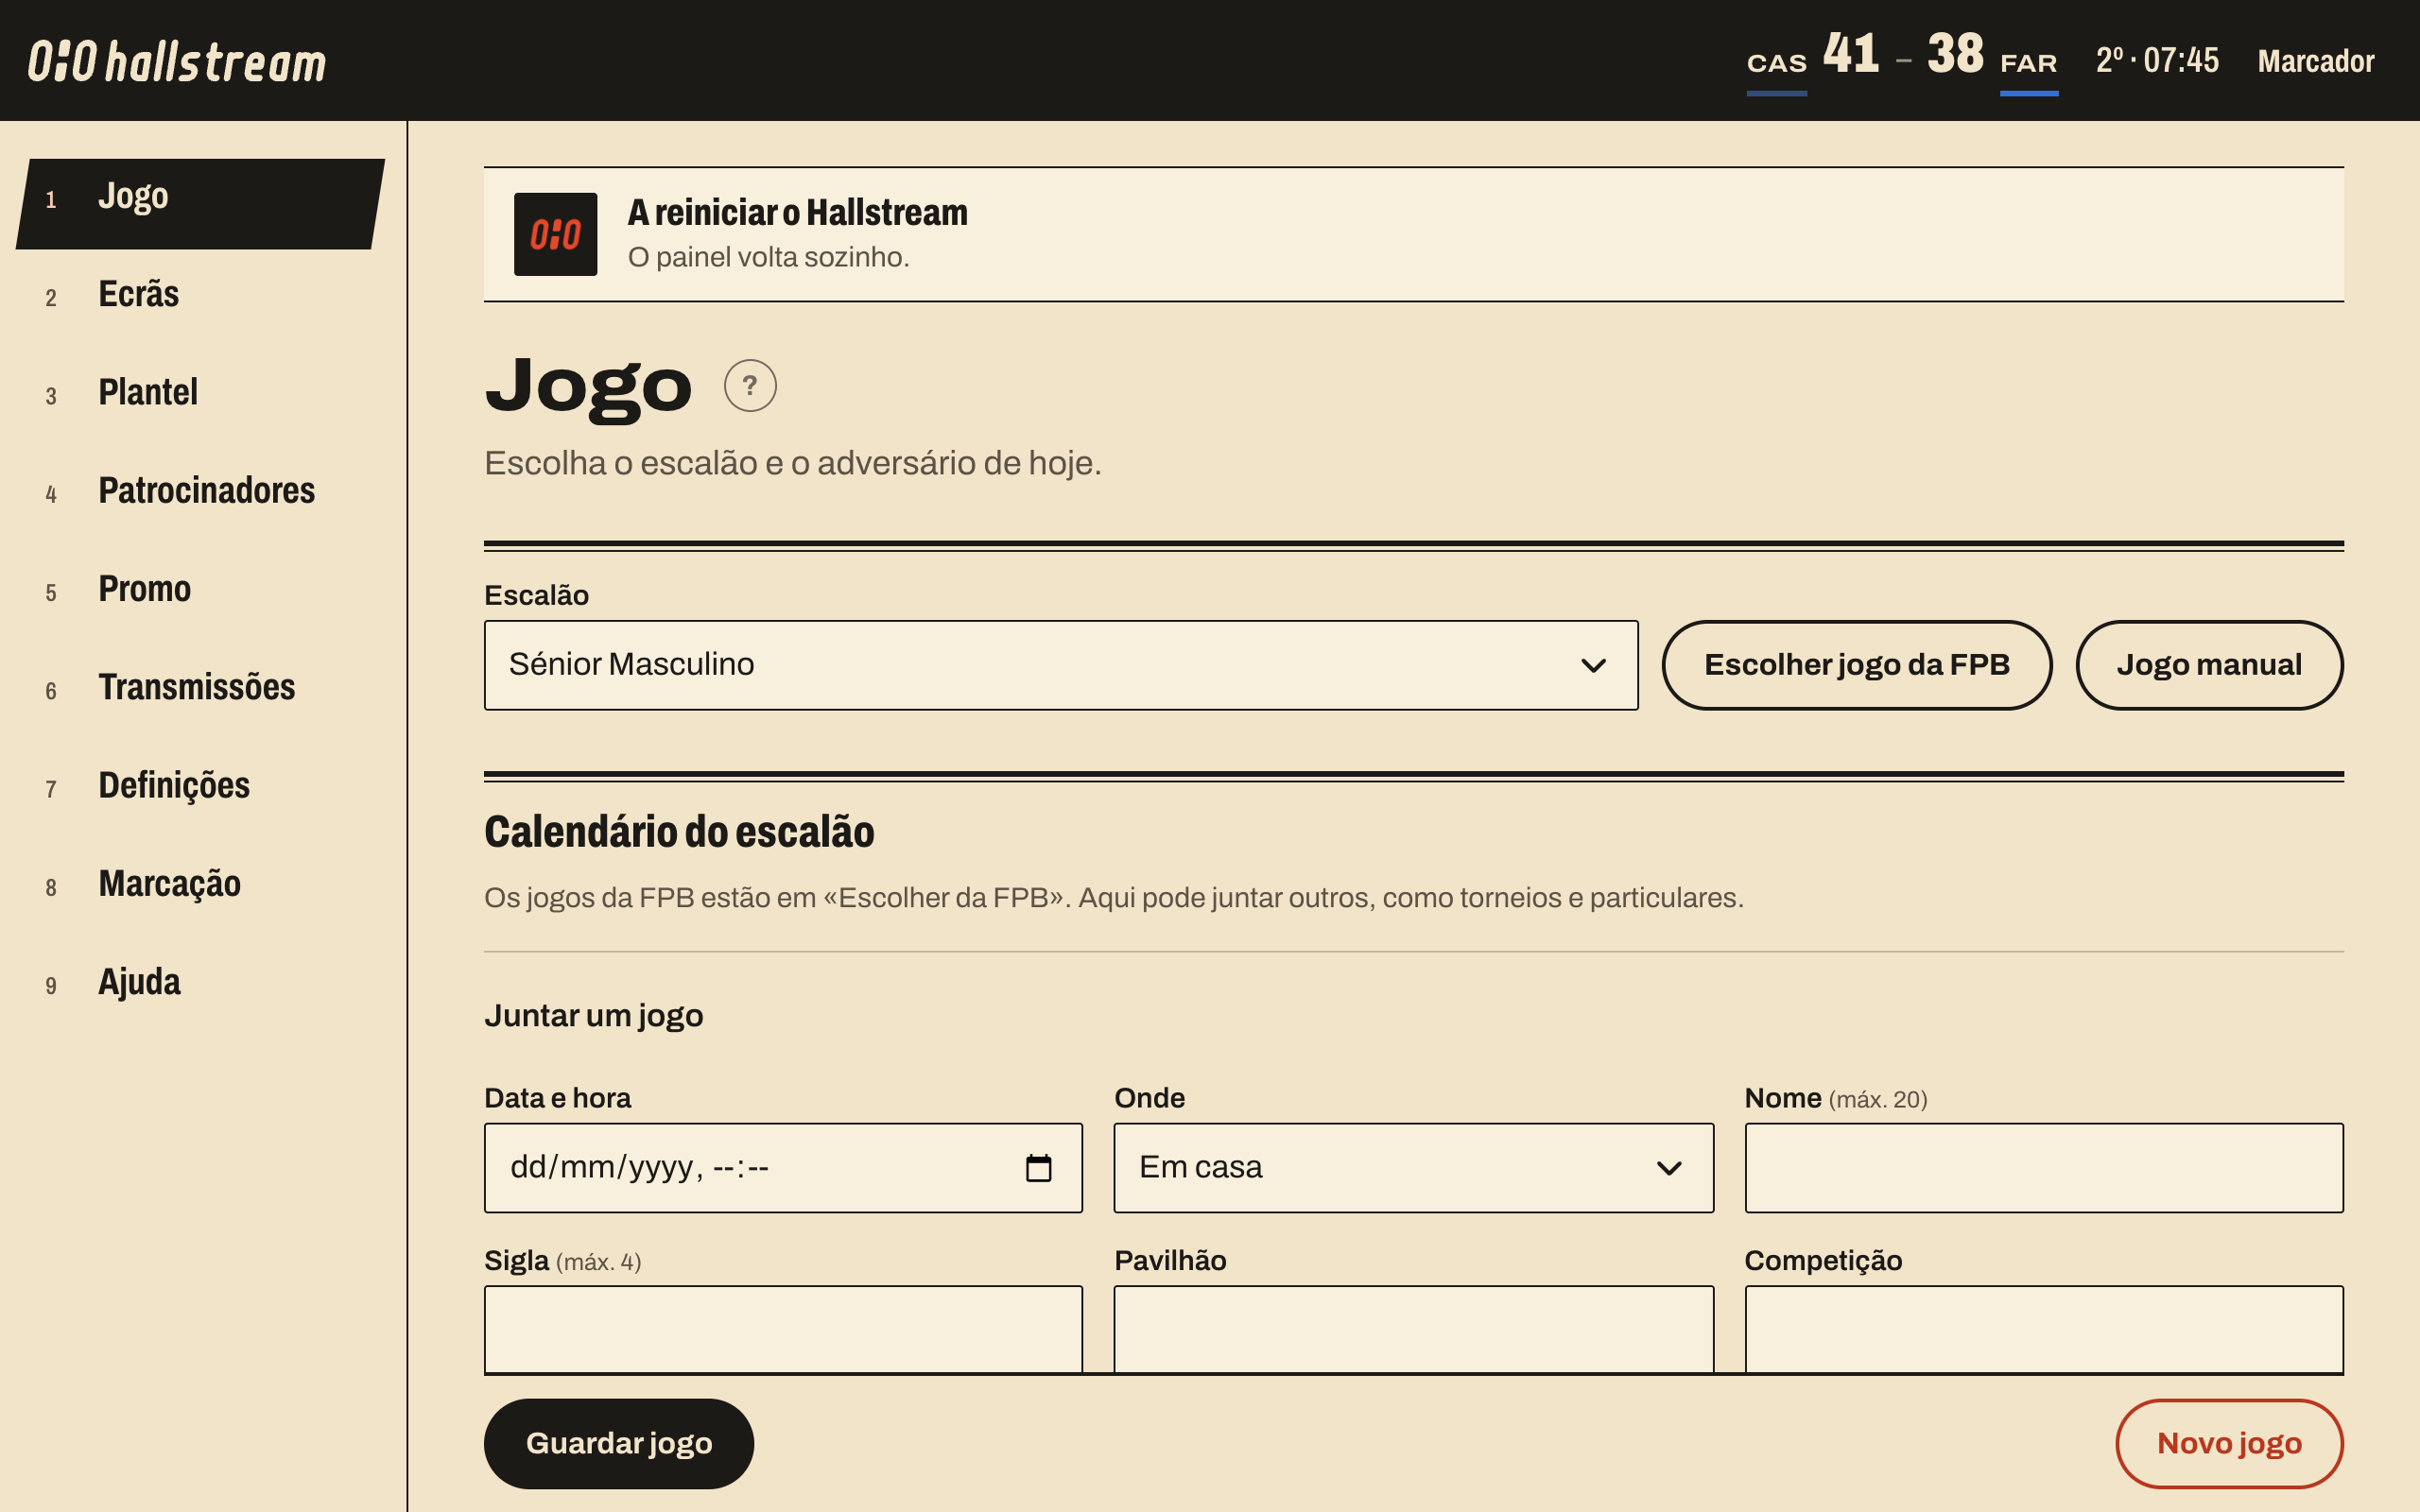 0:0 hallstream
CAS 41 – 38 FAR 2º · 07:45 Marcador
1 Jogo
2 Ecrãs
3 Plantel
4 Patrocinadores
5 Promo
6 Transmissões
7 Definições
8 Marcação
9 Ajuda
0:0
A reiniciar o Hallstream
O painel volta sozinho.
Jogo ?
Escolha o escalão e o adversário de hoje.
Escalão
Sénior Masculino
Escolher jogo da FPB
Jogo manual
Calendário do escalão
Os jogos da FPB estão em «Escolher da FPB». Aqui pode juntar outros, como torneios e particulares.
Juntar um jogo
Data e hora
dd/mm/yyyy, --:--
Onde
Em casa
Nome (máx. 20)
Sigla (máx. 4)
Pavilhão
Competição
Guardar jogo
Novo jogo